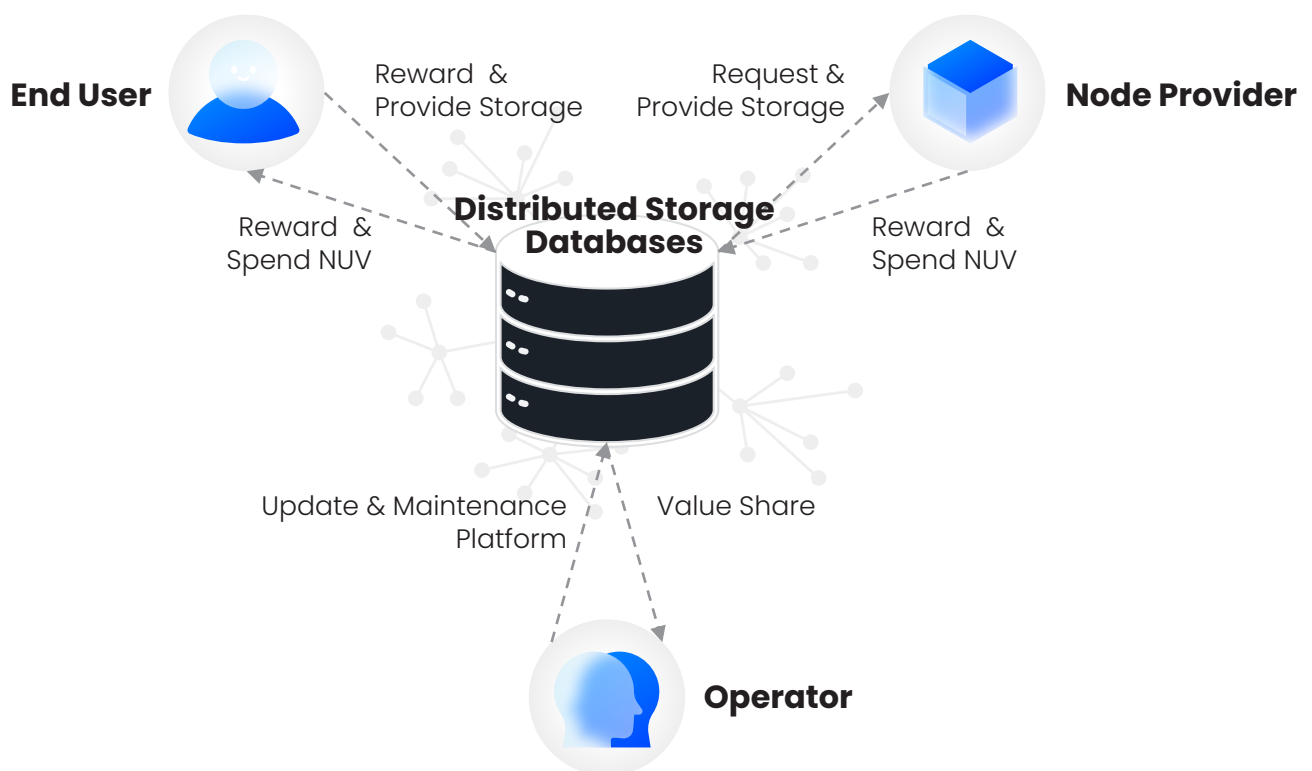 End User
Reward &
Provide Storage
Request &
Provide Storage
Node Provider
Distributed Storage
Databases
Reward &
Spend NUV
Reward &
Spend NUV
Update & Maintenance
Platform
Value Share
Operator